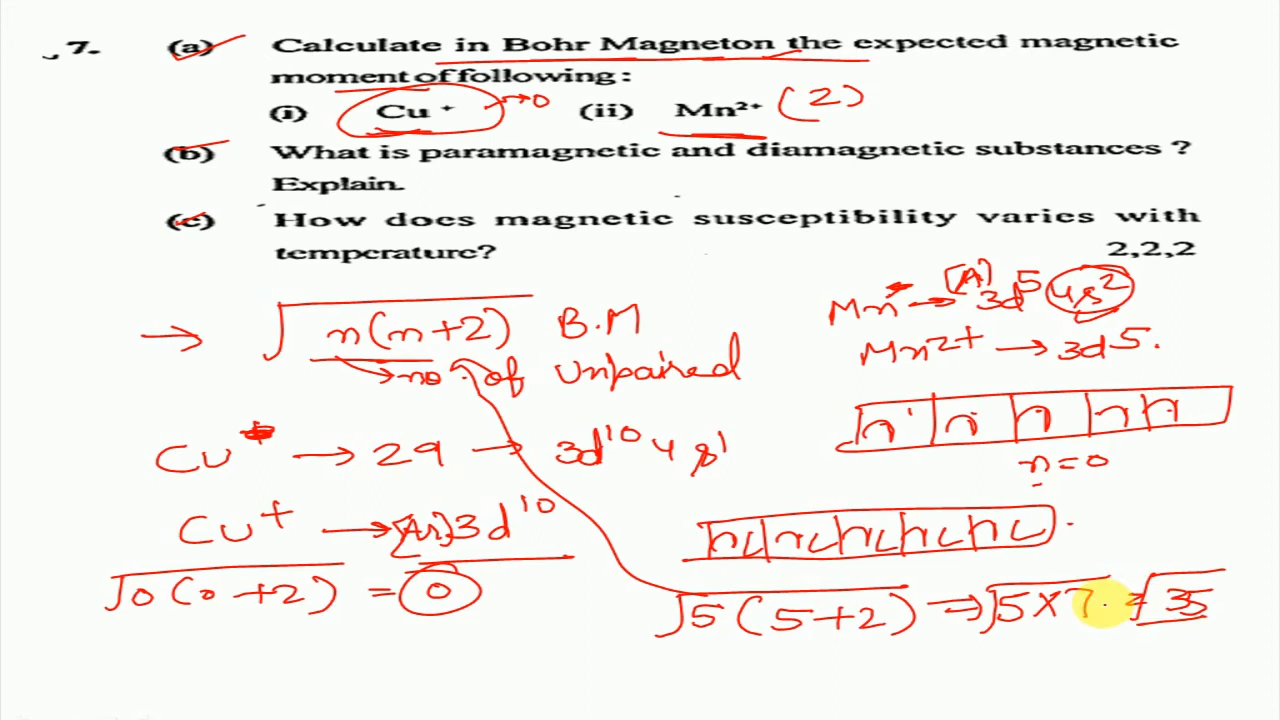 7. (a) Calculate in Bohr Magneton the expected magnetic
moment of following :
(i) Cu⁺ → 0 (ii) Mn²⁺ (2)
(b) What is paramagnetic and diamagnetic substances ?
Explain.
(c) How does magnetic susceptibility varies with
temperature? 2,2,2
→ √n(n+2) B.M
→ no. of Unpaired
Cu → 29 → 3d¹⁰ 4s¹
Cu⁺ → [Ar] 3d¹⁰
√0(0+2) = 0
Mn → [A] 3d⁵ 4s²
Mn²⁺ → 3d⁵.
n = 0
√5(5+2) → √5×7 = √35